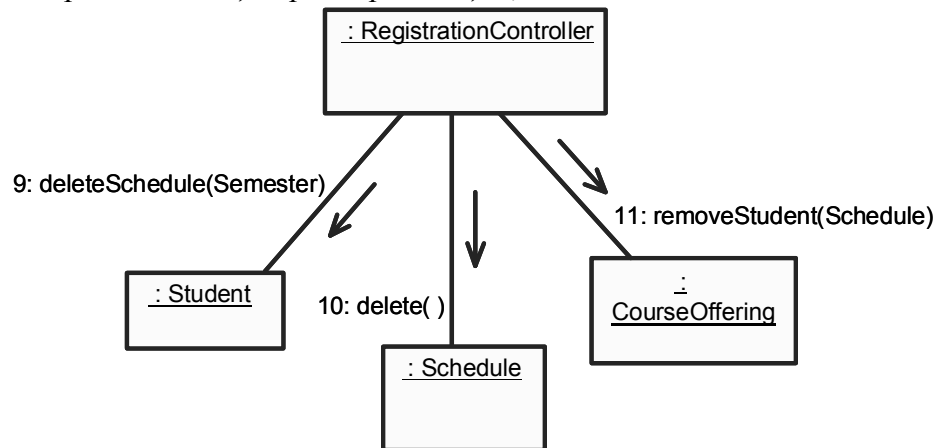 : RegistrationController
9: deleteSchedule(Semester)
11: removeStudent(Schedule)
: Student
:
CourseOffering
10: delete( )
: Schedule